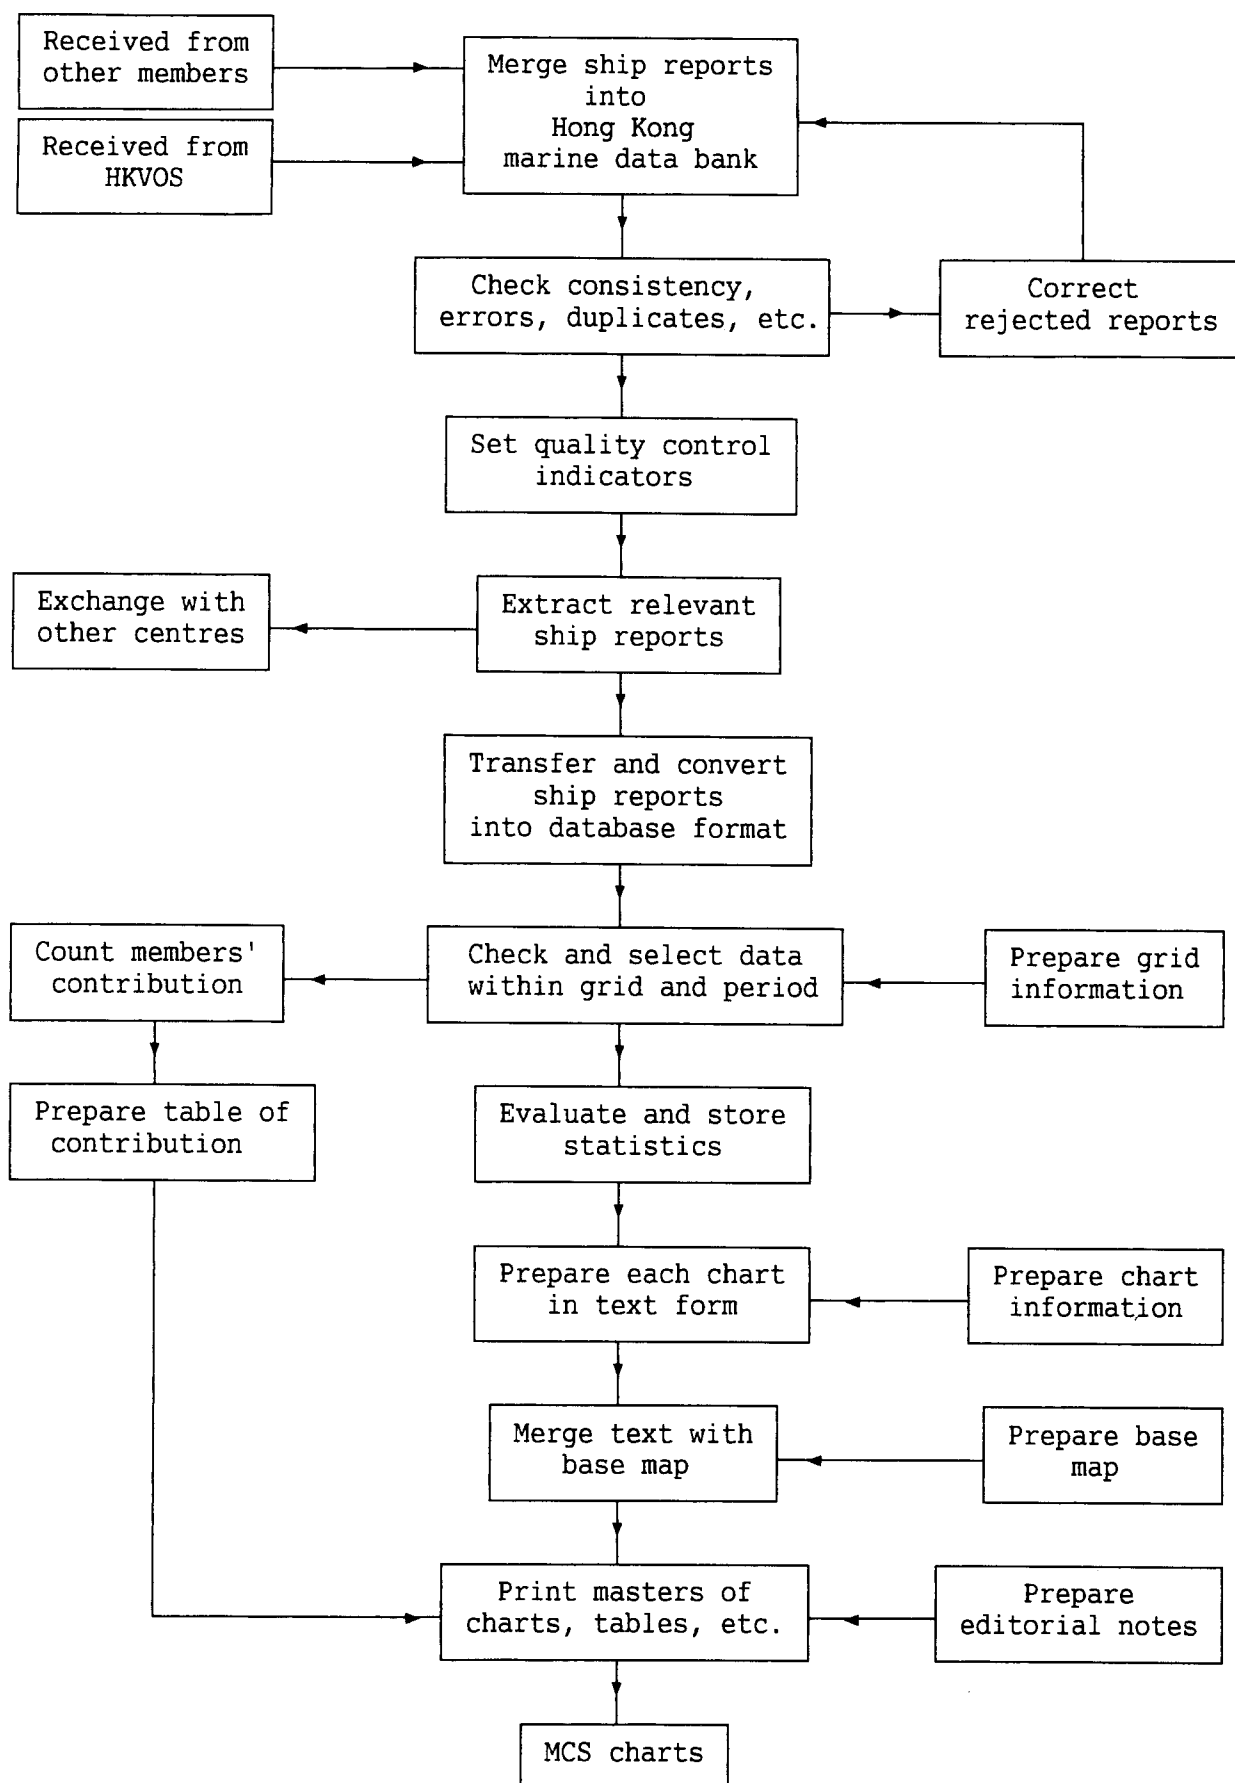 Received from
other members
Merge ship reports
into
Hong Kong
marine data bank
Received from
HKVOS
Check consistency,
errors, duplicates, etc.
Correct
rejected reports
Set quality control
indicators
Exchange with
other centres
Extract relevant
ship reports
Transfer and convert
ship reports
into database format
Count members'
contribution
Check and select data
within grid and period
Prepare grid
information
Prepare table of
contribution
Evaluate and store
statistics
Prepare each chart
in text form
Prepare chart
information
Merge text with
base map
Prepare base
map
Print masters of
charts, tables, etc.
Prepare
editorial notes
MCS charts